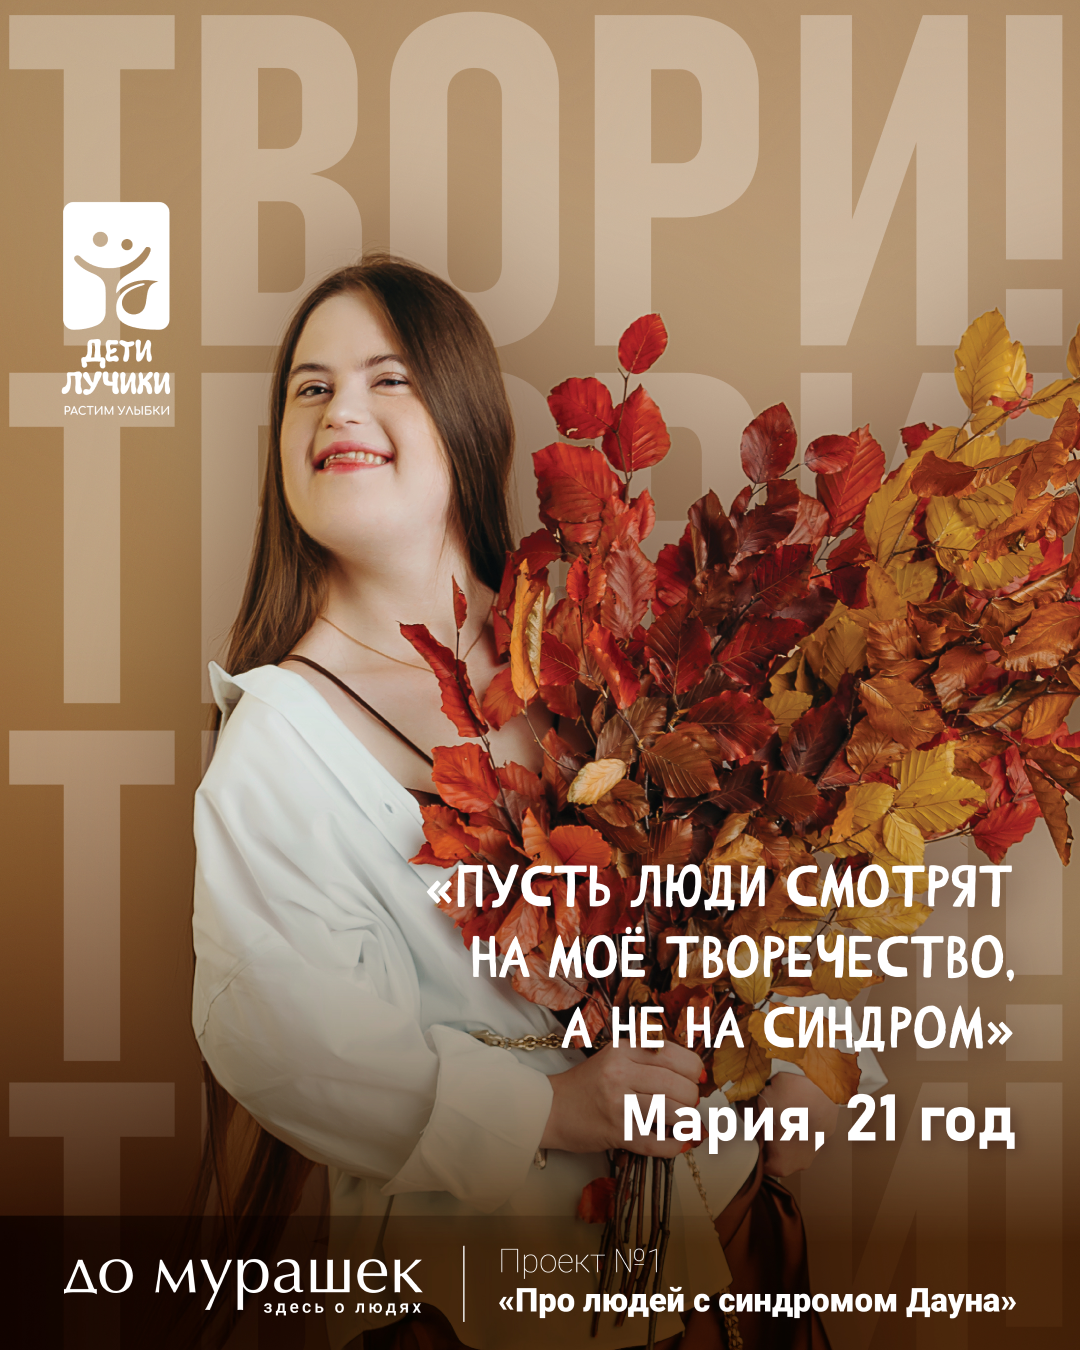 ТВОРИ!
ДЕТИ
ЛУЧИКИ
РАСТИМ УЛЫБКИ
«ПУСТЬ ЛЮДИ СМОТРЯТ
НА МОЁ ТВОРЕЧЕСТВО,
А НЕ НА СИНДРОМ»
Мария, 21 год
до мурашек
здесь о людях
Проект №1
«Про людей с синдромом Дауна»